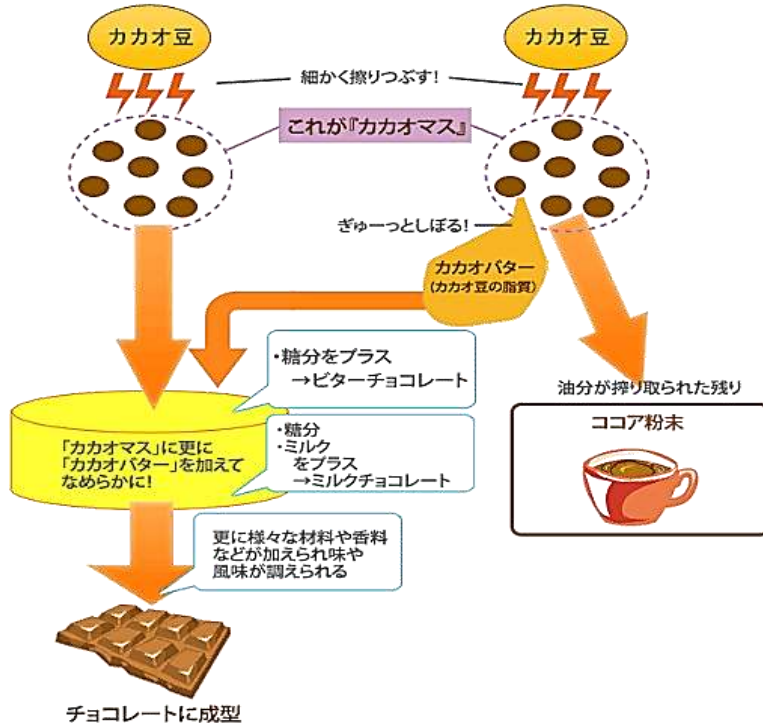 カカオ豆
カカオ豆
細かく擦りつぶす!
これが『カカオマス』
ぎゅーっとしぼる!
カカオバター
(カカオ豆の脂質)
・糖分をプラス
→ビターチョコレート
油分が搾り取られた残り
ココア粉末
「カカオマス」に更に
「カカオバター」を加えて
なめらかに!
・糖分
・ミルク
をプラス
→ミルクチョコレート
更に様々な材料や香料
などが加えられ味や
風味が調えられる
チョコレートに成型